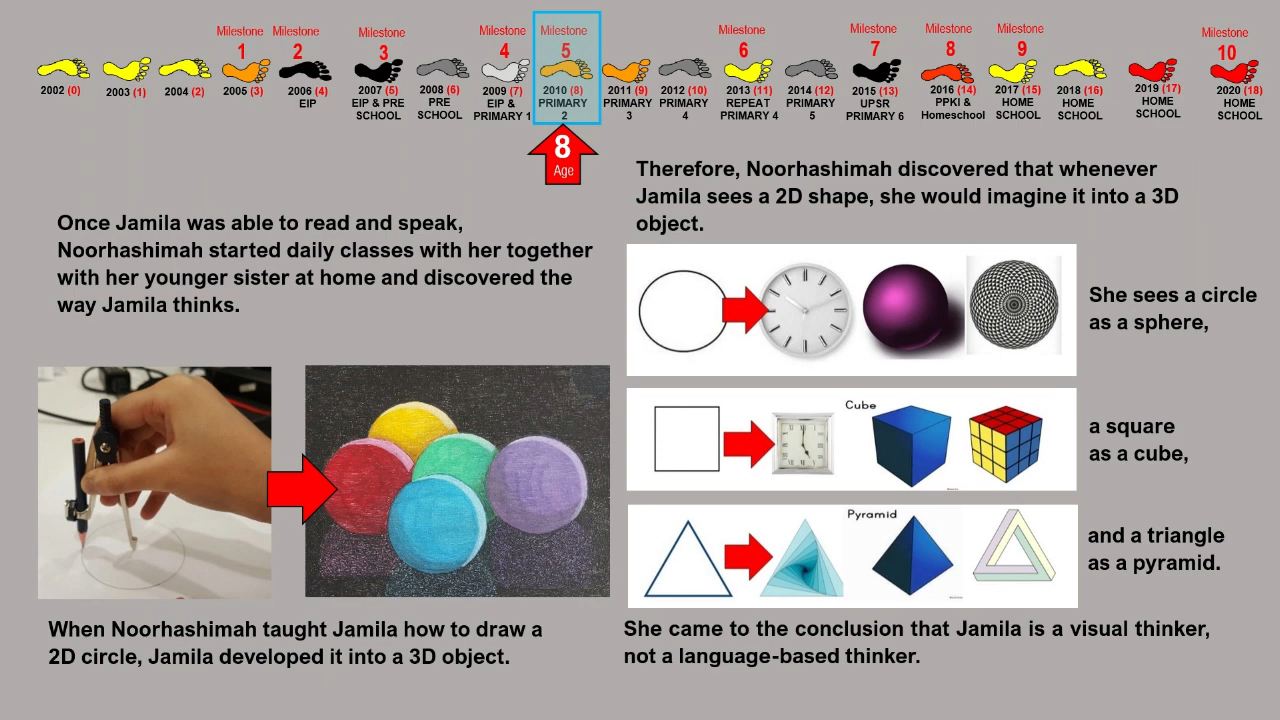 Milestone 1
Milestone 2
Milestone 3
Milestone 4
Milestone 5
Milestone 6
Milestone 7
Milestone 8
Milestone 9
Milestone 10
2002 (0)
2003 (1)
2004 (2)
2005 (3)
2006 (4)
EIP
2007 (5)
EIP & PRE
SCHOOL
2008 (6)
PRE
SCHOOL
2009 (7)
EIP &
PRIMARY 1
2010 (8)
PRIMARY
2
2011 (9)
PRIMARY
3
2012 (10)
PRIMARY
4
2013 (11)
REPEAT
PRIMARY 4
2014 (12)
PRIMARY
5
2015 (13)
UPSR
PRIMARY 6
2016 (14)
PPKI &
Homeschool
2017 (15)
HOME
SCHOOL
2018 (16)
HOME
SCHOOL
2019 (17)
HOME
SCHOOL
2020 (18)
HOME
SCHOOL
8
Age
Once Jamila was able to read and speak,
Noorhashimah started daily classes with her together
with her younger sister at home and discovered the
way Jamila thinks.
When Noorhashimah taught Jamila how to draw a
2D circle, Jamila developed it into a 3D object.
Therefore, Noorhashimah discovered that whenever
Jamila sees a 2D shape, she would imagine it into a 3D
object.
She sees a circle
as a sphere,
Cube
a square
as a cube,
Pyramid
and a triangle
as a pyramid.
She came to the conclusion that Jamila is a visual thinker,
not a language-based thinker.